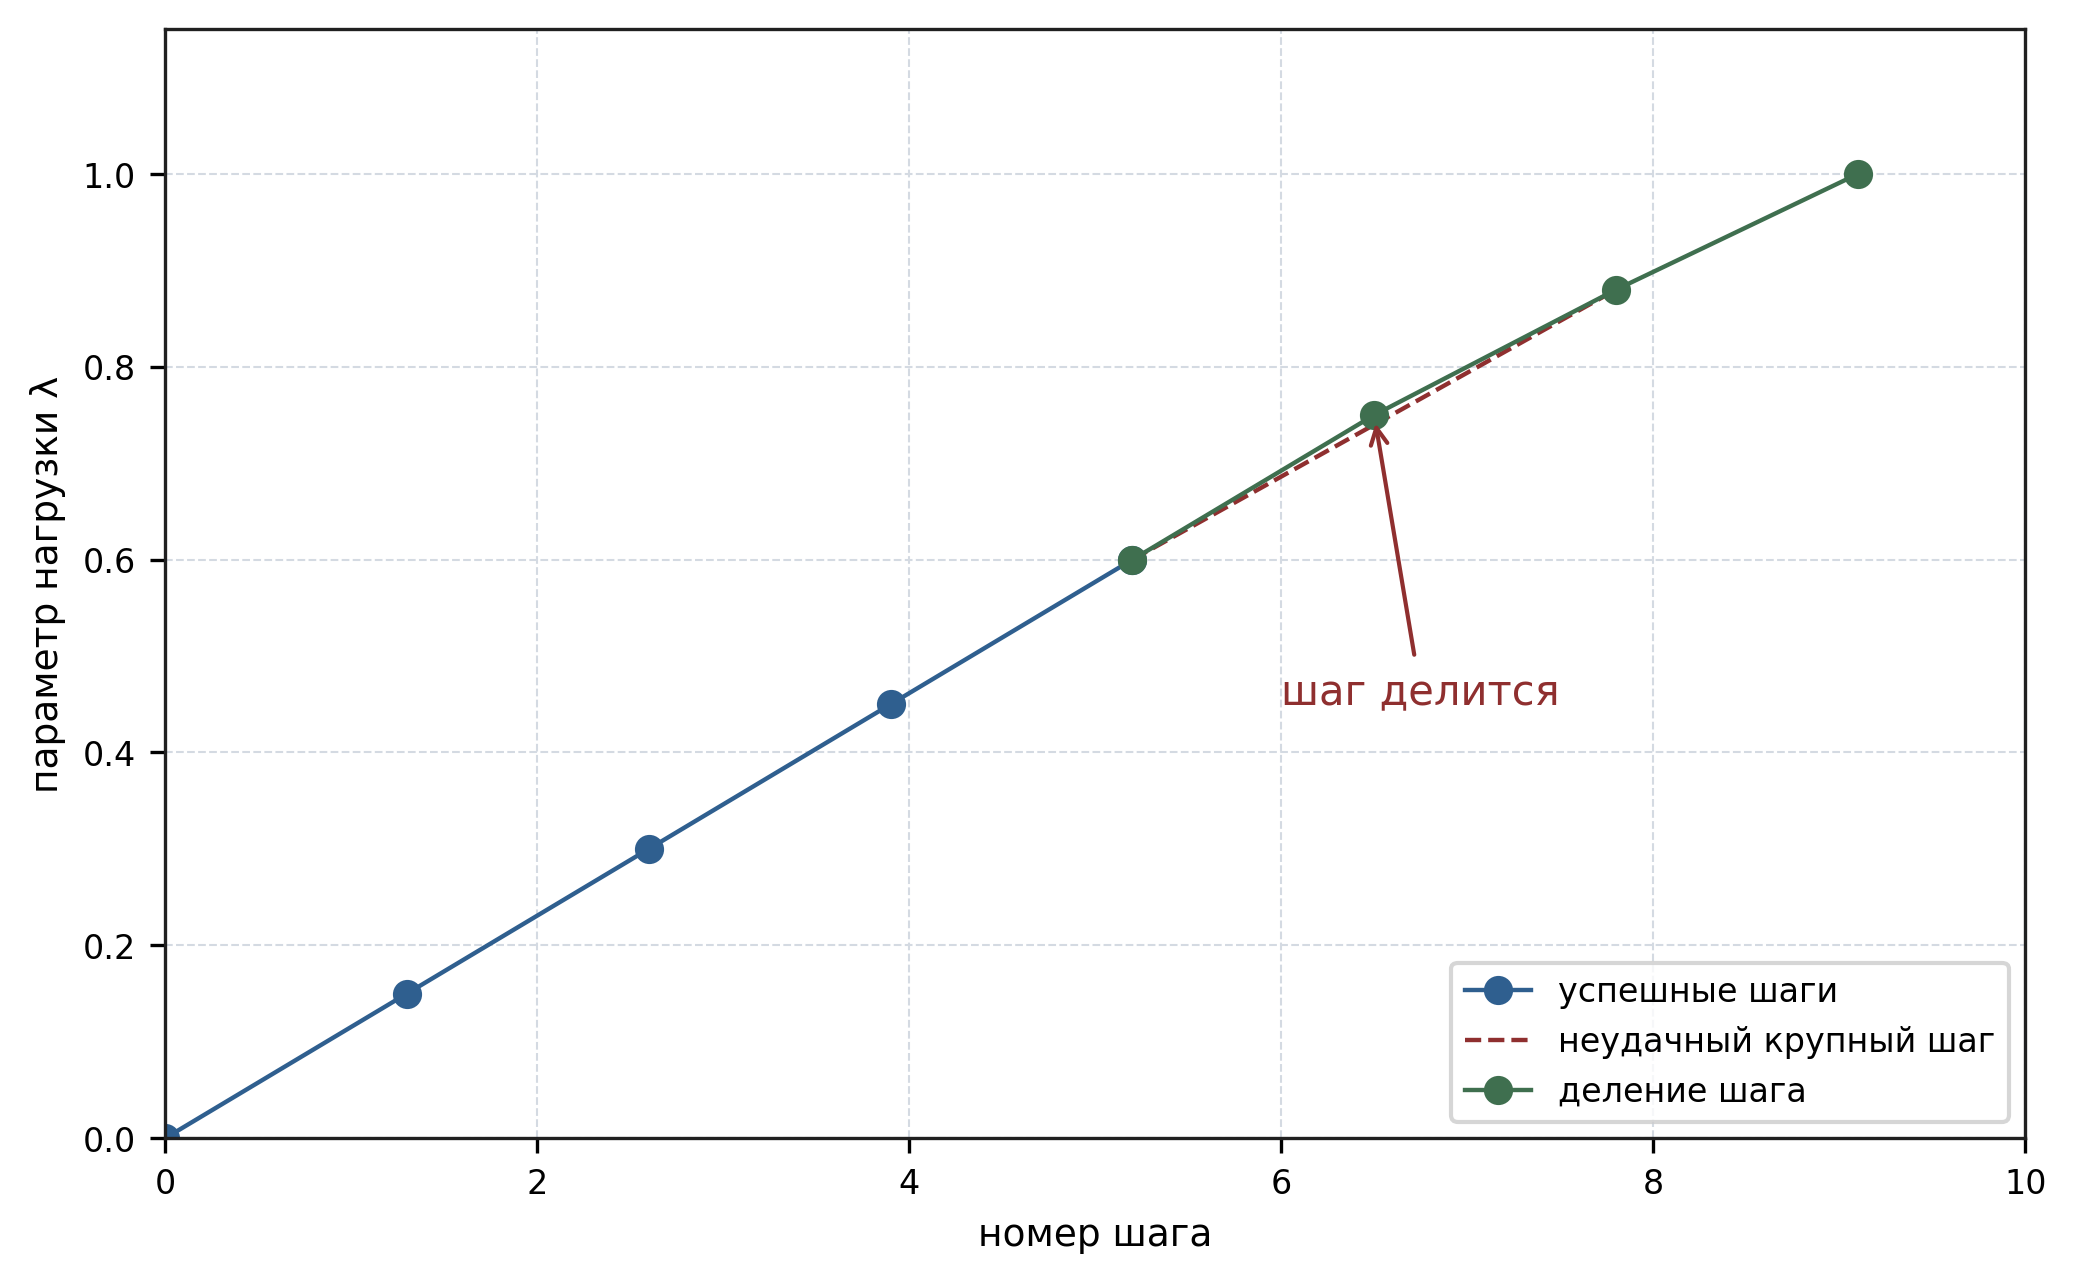 параметр нагрузки λ
1.0
0.8
0.6
0.4
0.2
0.0
шаг делится
успешные шаги
неудачный крупный шаг
деление шага
0 2 4 6 8 10
номер шага